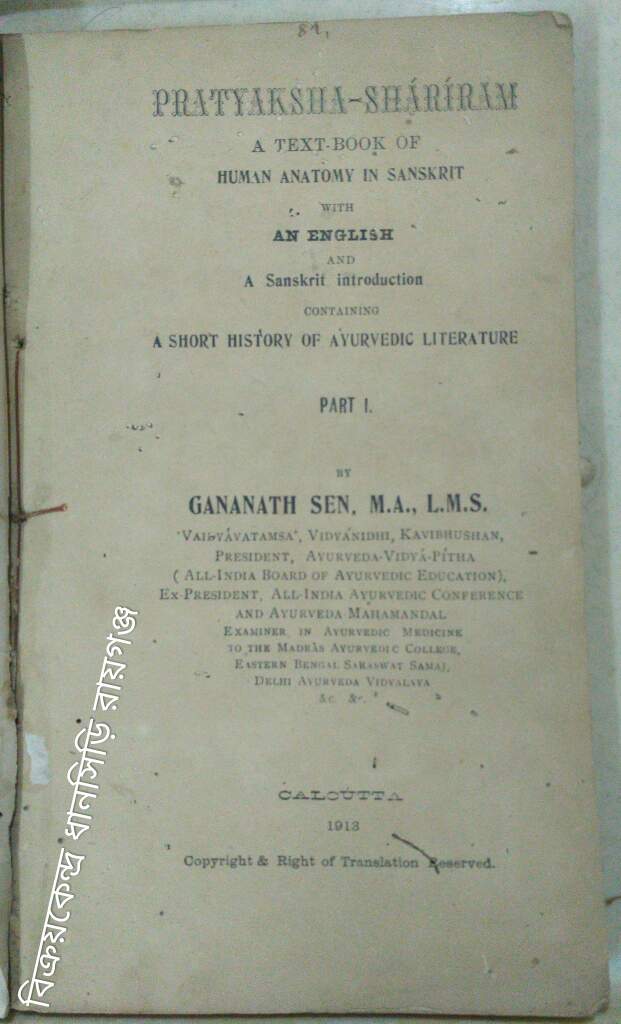 81,
PRATYAKSHA-SHÁRÍRAM
A TEXT-BOOK OF
HUMAN ANATOMY IN SANSKRIT
WITH
AN ENGLISH
AND
A Sanskrit introduction
CONTAINING
A SHORT HISTORY OF AYURVEDIC LITERATURE
PART I.
BY
GANANATH SEN, M.A., L.M.S.
'VAIDYÁVATAMSA', VIDYÁNIDHI, KAVIBHUSHAN,
PRESIDENT, AYURVEDA-VIDYÁ-PÍTHA
( ALL-INDIA BOARD OF AYURVEDIC EDUCATION),
EX-PRESIDENT, ALL-INDIA AYURVEDIC CONFERENCE
AND AYURVEDA MAHAMANDAL
EXAMINER IN AYURVEDIC MEDICINE
TO THE MADRAS AYURVEDIC COLLEGE,
EASTERN BENGAL SARASWAT SAMAJ,
DELHI AYURVEDA VIDYALAYA
&c. &c.
CALCUTTA
1913
Copyright & Right of Translation Reserved.
বিক্রয়কেন্দ্র ধানসিড়ি রায়গঞ্জ